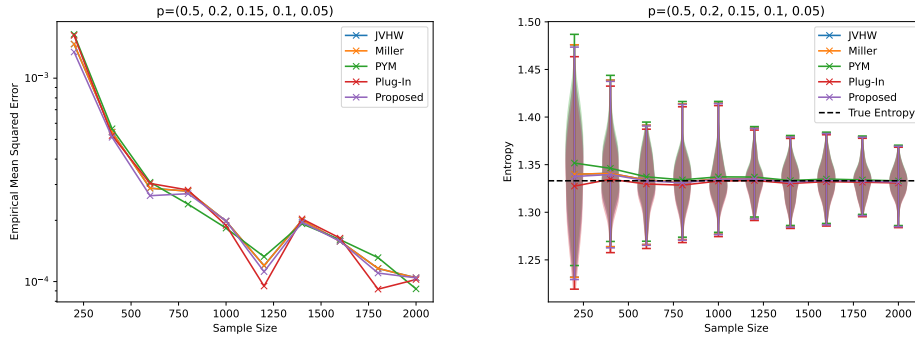 p=(0.5, 0.2, 0.15, 0.1, 0.05)
Empirical Mean Squared Error
10⁻³
10⁻⁴
250 500 750 1000 1250 1500 1750 2000
Sample Size
JVHW
Miller
PYM
Plug-In
Proposed
p=(0.5, 0.2, 0.15, 0.1, 0.05)
Entropy
1.50
1.45
1.40
1.35
1.30
1.25
250 500 750 1000 1250 1500 1750 2000
Sample Size
JVHW
Miller
PYM
Plug-In
Proposed
True Entropy